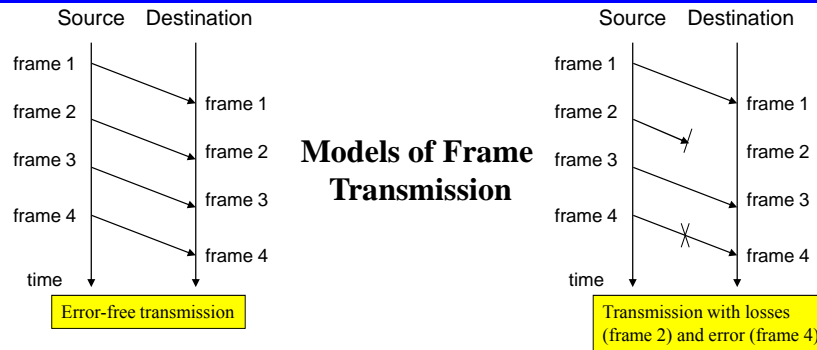 Source Destination
frame 1
frame 1
frame 2
frame 2
frame 3
frame 3
frame 4
frame 4
time
Error-free transmission
Models of Frame
Transmission
Source Destination
frame 1
frame 1
frame 2
frame 2
frame 3
frame 3
frame 4
frame 4
time
Transmission with losses
(frame 2) and error (frame 4)